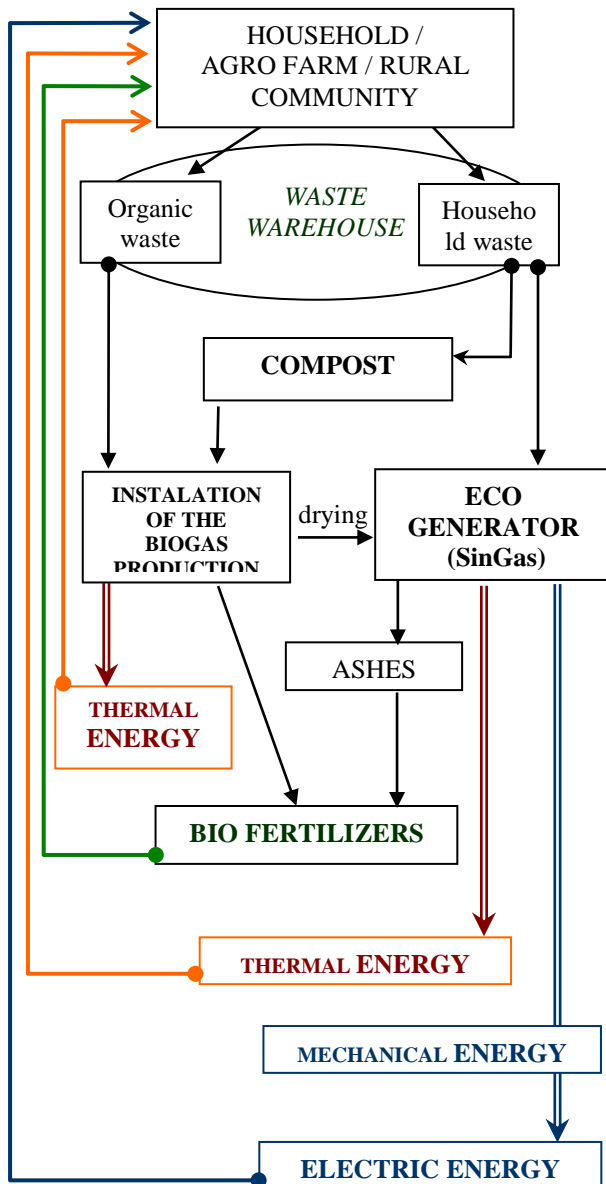 HOUSEHOLD /
AGRO FARM / RURAL
COMMUNITY
Organic
waste
WASTE
WAREHOUSE
Househo
ld waste
COMPOST
INSTALATION
OF THE
BIOGAS
PRODUCTION
drying
ECO
GENERATOR
(SinGas)
ASHES
THERMAL
ENERGY
BIO FERTILIZERS
THERMAL ENERGY
MECHANICAL ENERGY
ELECTRIC ENERGY